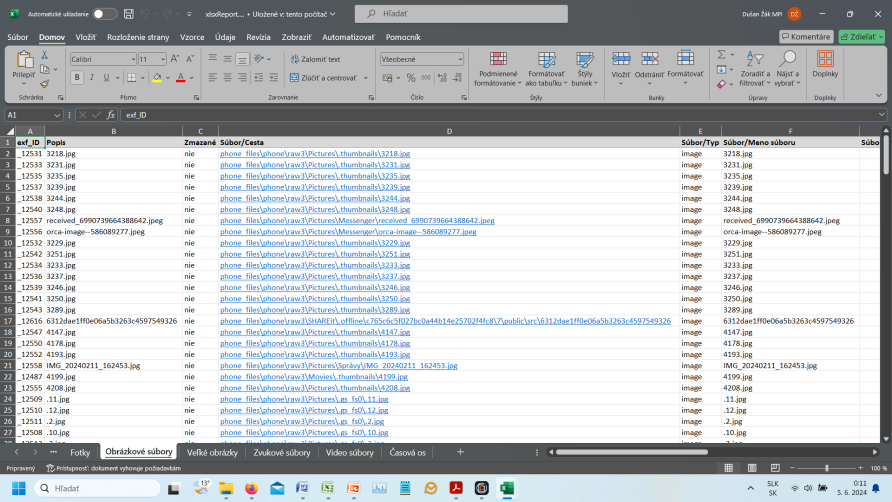 Automatické ukladanie
xlsxReport.... • Uložené v: tento počítač
Hľadať
Dušan Žák MPI
DŽ
Súbor Domov Vložiť Rozloženie strany Vzorce Údaje Revízia Zobraziť Automatizovať Pomocník
Komentáre Zdieľať
Prilepiť
Schránka
Calibri 11
B I U
Písmo
Zalomiť text
Zlúčiť a centrovať
Zarovnanie
Všeobecné
% 000
Číslo
Podmienené formátovanie
Formátovať ako tabuľku
Štýly buniek
Štýly
Vložiť Odstrániť Formátovať
Bunky
Zoradiť a filtrovať
Nájsť a vybrať
Úpravy
Doplnky
Doplnky
A1 fx exf_ID
A B C D E F
1 exf_ID Popis Zmazané Súbor/Cesta Súbor/Typ Súbor/Meno súboru Súbo
2 _12531 3218.jpg nie phone_files\phone\raw3\Pictures\.thumbnails\3218.jpg image 3218.jpg
3 _12533 3231.jpg nie phone_files\phone\raw3\Pictures\.thumbnails\3231.jpg image 3231.jpg
4 _12535 3235.jpg nie phone_files\phone\raw3\Pictures\.thumbnails\3235.jpg image 3235.jpg
5 _12537 3239.jpg nie phone_files\phone\raw3\Pictures\.thumbnails\3239.jpg image 3239.jpg
6 _12538 3244.jpg nie phone_files\phone\raw3\Pictures\.thumbnails\3244.jpg image 3244.jpg
7 _12540 3248.jpg nie phone_files\phone\raw3\Pictures\.thumbnails\3248.jpg image 3248.jpg
8 _12557 received_6990739664388642.jpeg nie phone_files\phone\raw3\Pictures\Messenger\received_6990739664388642.jpeg image received_6990739664388642.jpeg
9 _12556 orca-image--586089277.jpeg nie phone_files\phone\raw3\Pictures\Messenger\orca-image--586089277.jpeg image orca-image--586089277.jpeg
10 _12532 3229.jpg nie phone_files\phone\raw3\Pictures\.thumbnails\3229.jpg image 3229.jpg
11 _12542 3251.jpg nie phone_files\phone\raw3\Pictures\.thumbnails\3251.jpg image 3251.jpg
12 _12534 3233.jpg nie phone_files\phone\raw3\Pictures\.thumbnails\3233.jpg image 3233.jpg
13 _12536 3237.jpg nie phone_files\phone\raw3\Pictures\.thumbnails\3237.jpg image 3237.jpg
14 _12539 3246.jpg nie phone_files\phone\raw3\Pictures\.thumbnails\3246.jpg image 3246.jpg
15 _12541 3250.jpg nie phone_files\phone\raw3\Pictures\.thumbnails\3250.jpg image 3250.jpg
16 _12543 3289.jpg nie phone_files\phone\raw3\Pictures\.thumbnails\3289.jpg image 3289.jpg
17 _12616 6312dae1ff0e06a5b3263c4597549326 nie phone_files\phone\raw3\SHAREit\.offline\c765c6c5f027bc0a44b14e25702f4fc8\7\public\src\6312dae1ff0e06a5b3263c4597549326 image 6312dae1ff0e06a5b3263c4597549326
18 _12547 4147.jpg nie phone_files\phone\raw3\Pictures\.thumbnails\4147.jpg image 4147.jpg
19 _12550 4178.jpg nie phone_files\phone\raw3\Pictures\.thumbnails\4178.jpg image 4178.jpg
20 _12552 4193.jpg nie phone_files\phone\raw3\Pictures\.thumbnails\4193.jpg image 4193.jpg
21 _12558 IMG_20240211_162453.jpg nie phone_files\phone\raw3\Pictures\Správy\IMG_20240211_162453.jpg image IMG_20240211_162453.jpg
22 _12487 4199.jpg nie phone_files\phone\raw3\Movies\.thumbnails\4199.jpg image 4199.jpg
23 _12555 4208.jpg nie phone_files\phone\raw3\Pictures\.thumbnails\4208.jpg image 4208.jpg
24 _12509 .11.jpg nie phone_files\phone\raw3\Pictures\.gs_fs0\.11.jpg image .11.jpg
25 _12510 .12.jpg nie phone_files\phone\raw3\Pictures\.gs_fs0\.12.jpg image .12.jpg
26 _12511 .2.jpg nie phone_files\phone\raw3\Pictures\.gs_fs0\.2.jpg image .2.jpg
27 _12508 .10.jpg nie phone_files\phone\raw3\Pictures\.gs_fs0\.10.jpg image .10.jpg
Fotky Obrázkové súbory Veľké obrázky Zvukové súbory Video súbory Časová os
Pripravený Prístupnosť: dokument vyhovuje požiadavkám 100 %
Hľadať
13°
SLK
SK
0:11
5. 6. 2024